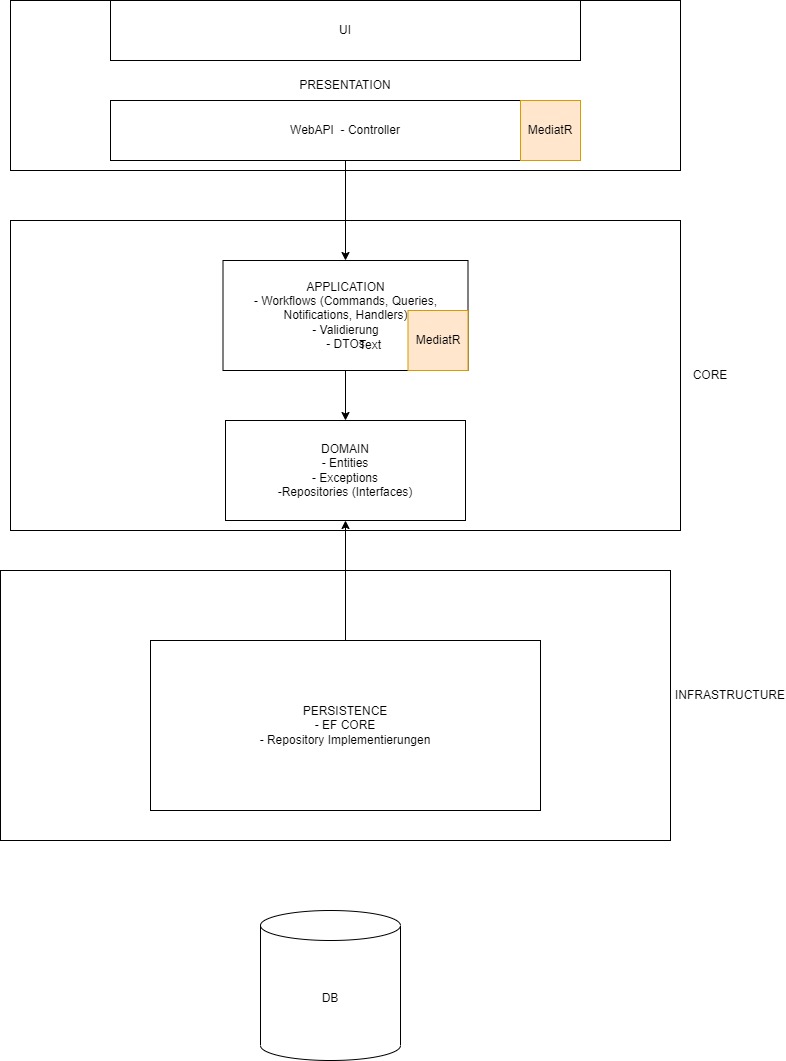 UI
PRESENTATION
WebAPI - Controller
MediatR
APPLICATION
- Workflows (Commands, Queries,
Notifications, Handlers)
- Validierung
- DTOs
Text
MediatR
CORE
DOMAIN
- Entities
- Exceptions
-Repositories (Interfaces)
INFRASTRUCTURE
PERSISTENCE
- EF CORE
- Repository Implementierungen
DB